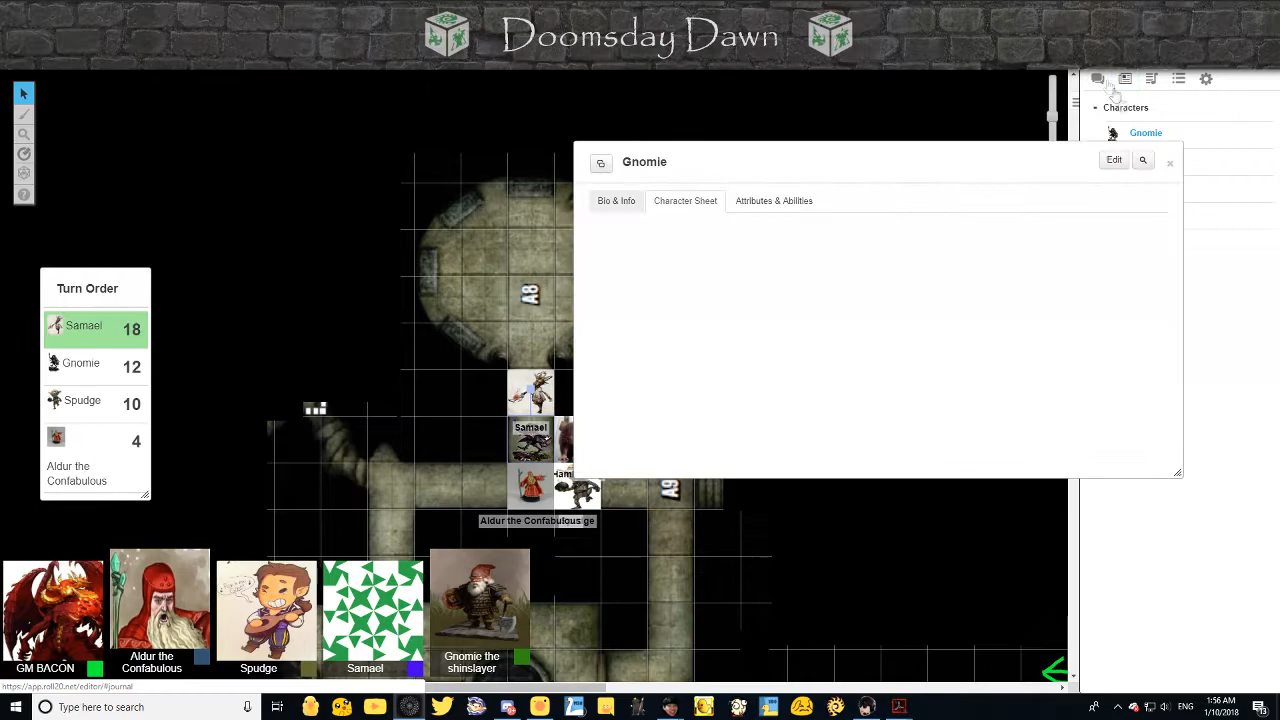 Doomsday Dawn
Characters
Gnomie
Gnomie
Edit
Bio & Info
Character Sheet
Attributes & Abilities
Turn Order
Samael 18
Gnomie 12
Spudge 10
4
Aldur the
Confabulous
A8
Samael
Ham
A9
Aldur the Confabulous ge
GM BACON
Aldur the
Confabulous
Spudge
Samael
Gnomie the
shinslayer
https://app.roll20.net/editor/#journal
Type here to search
1:56 AM
1/10/2018